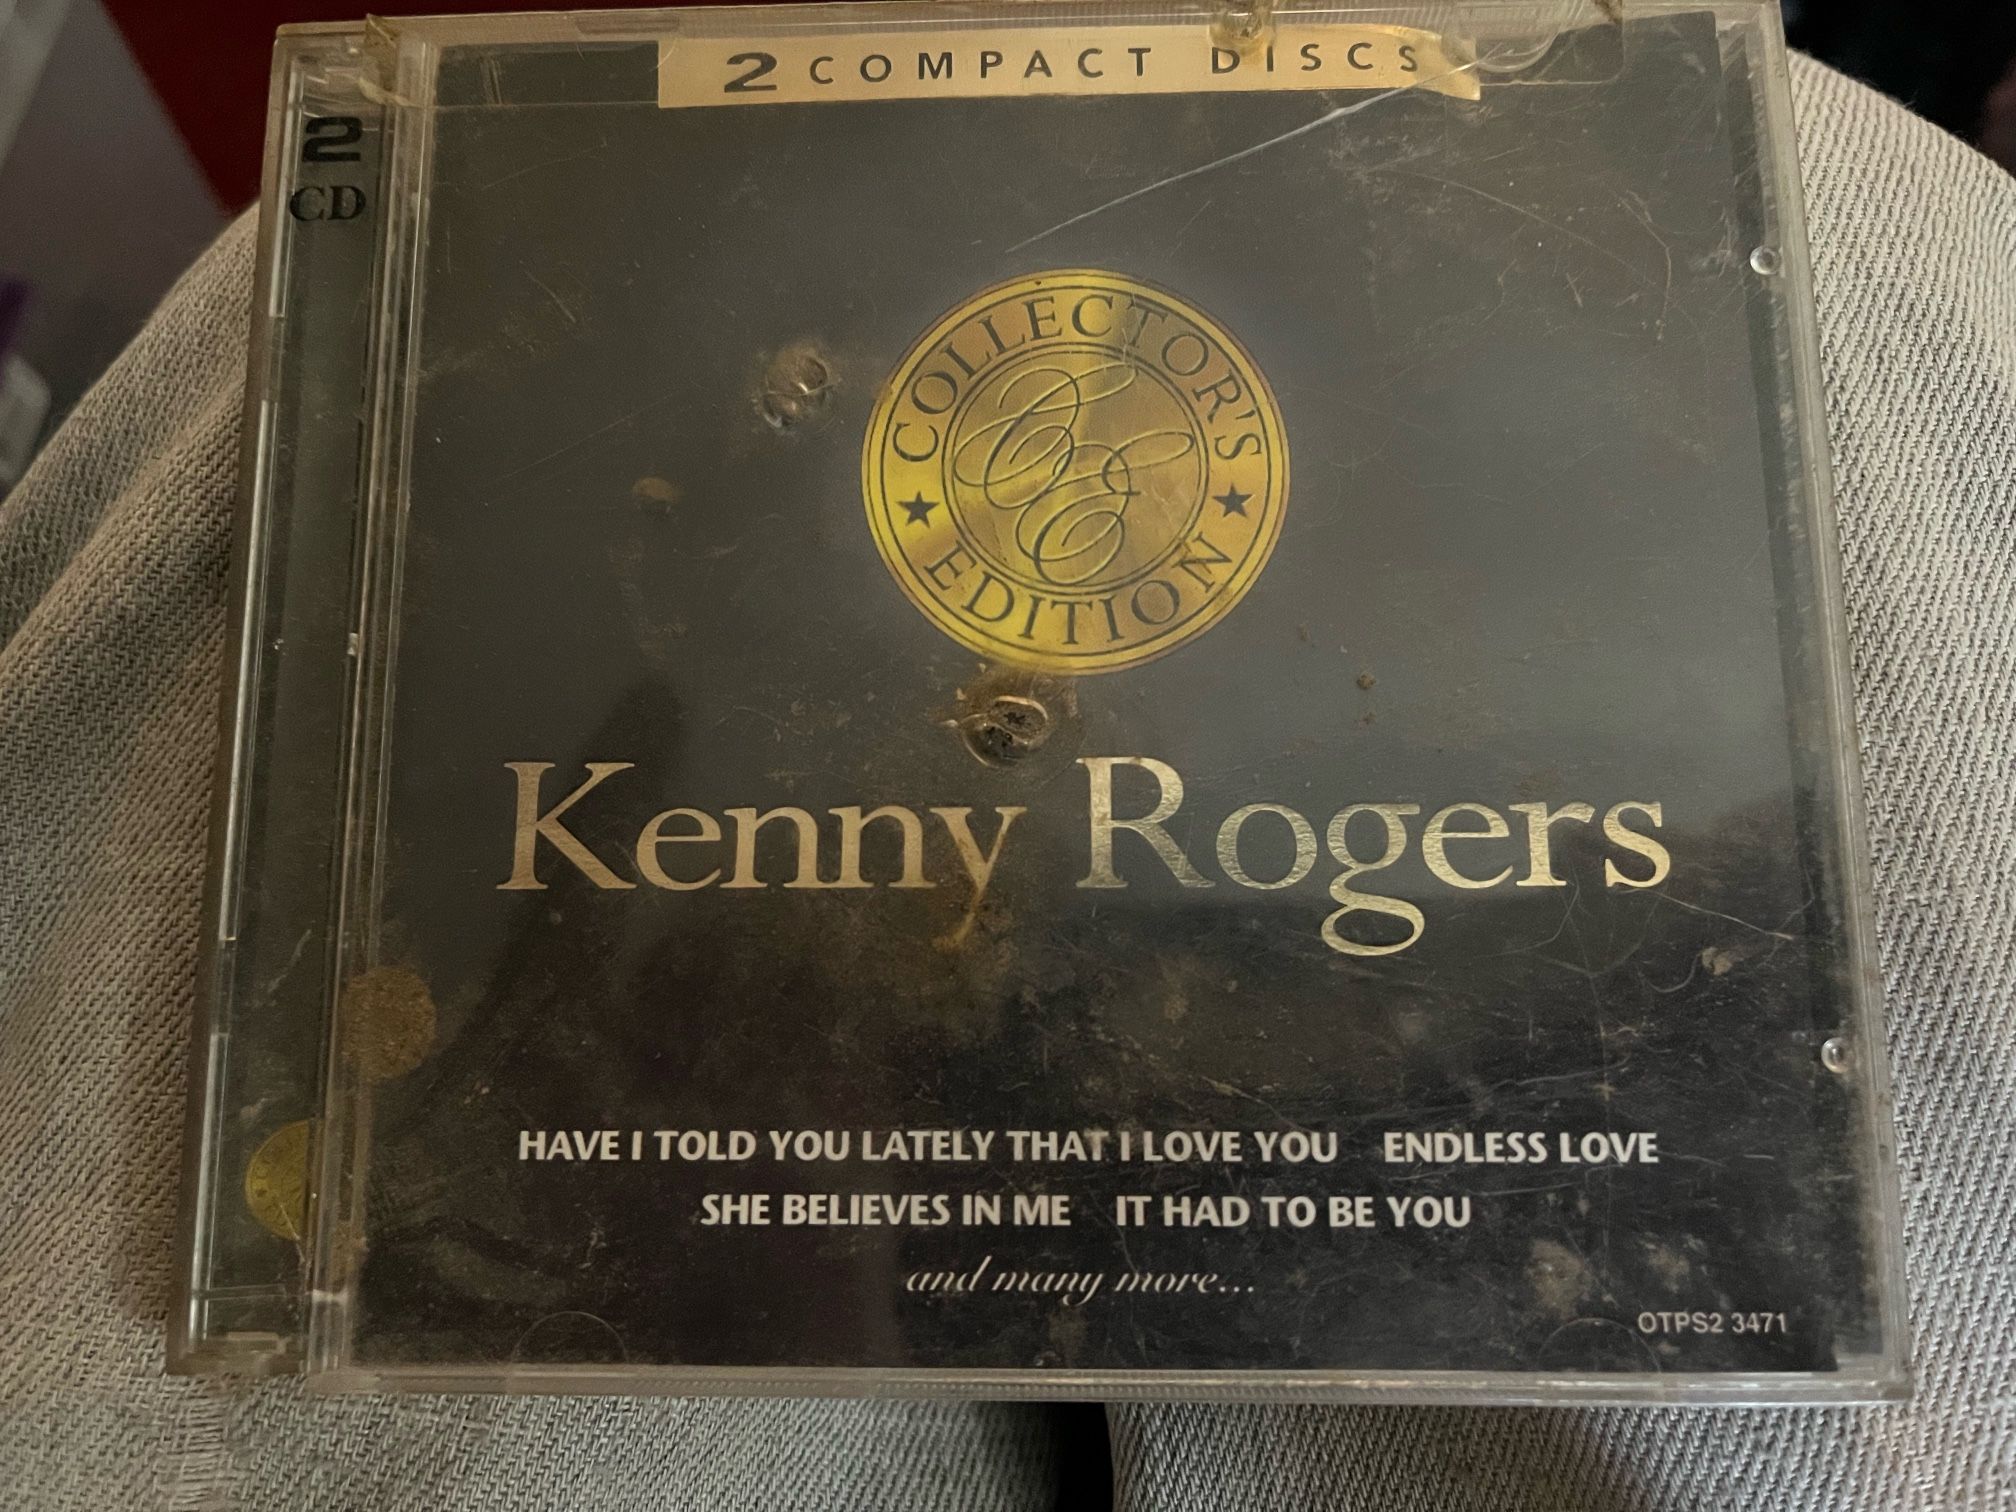 2 COMPACT DISCS
2
CD
COLLECTOR'S
CE
★ EDITION ★
Kenny Rogers
HAVE I TOLD YOU LATELY THAT I LOVE YOU ENDLESS LOVE
SHE BELIEVES IN ME IT HAD TO BE YOU
and many more...
OTPS2 3471